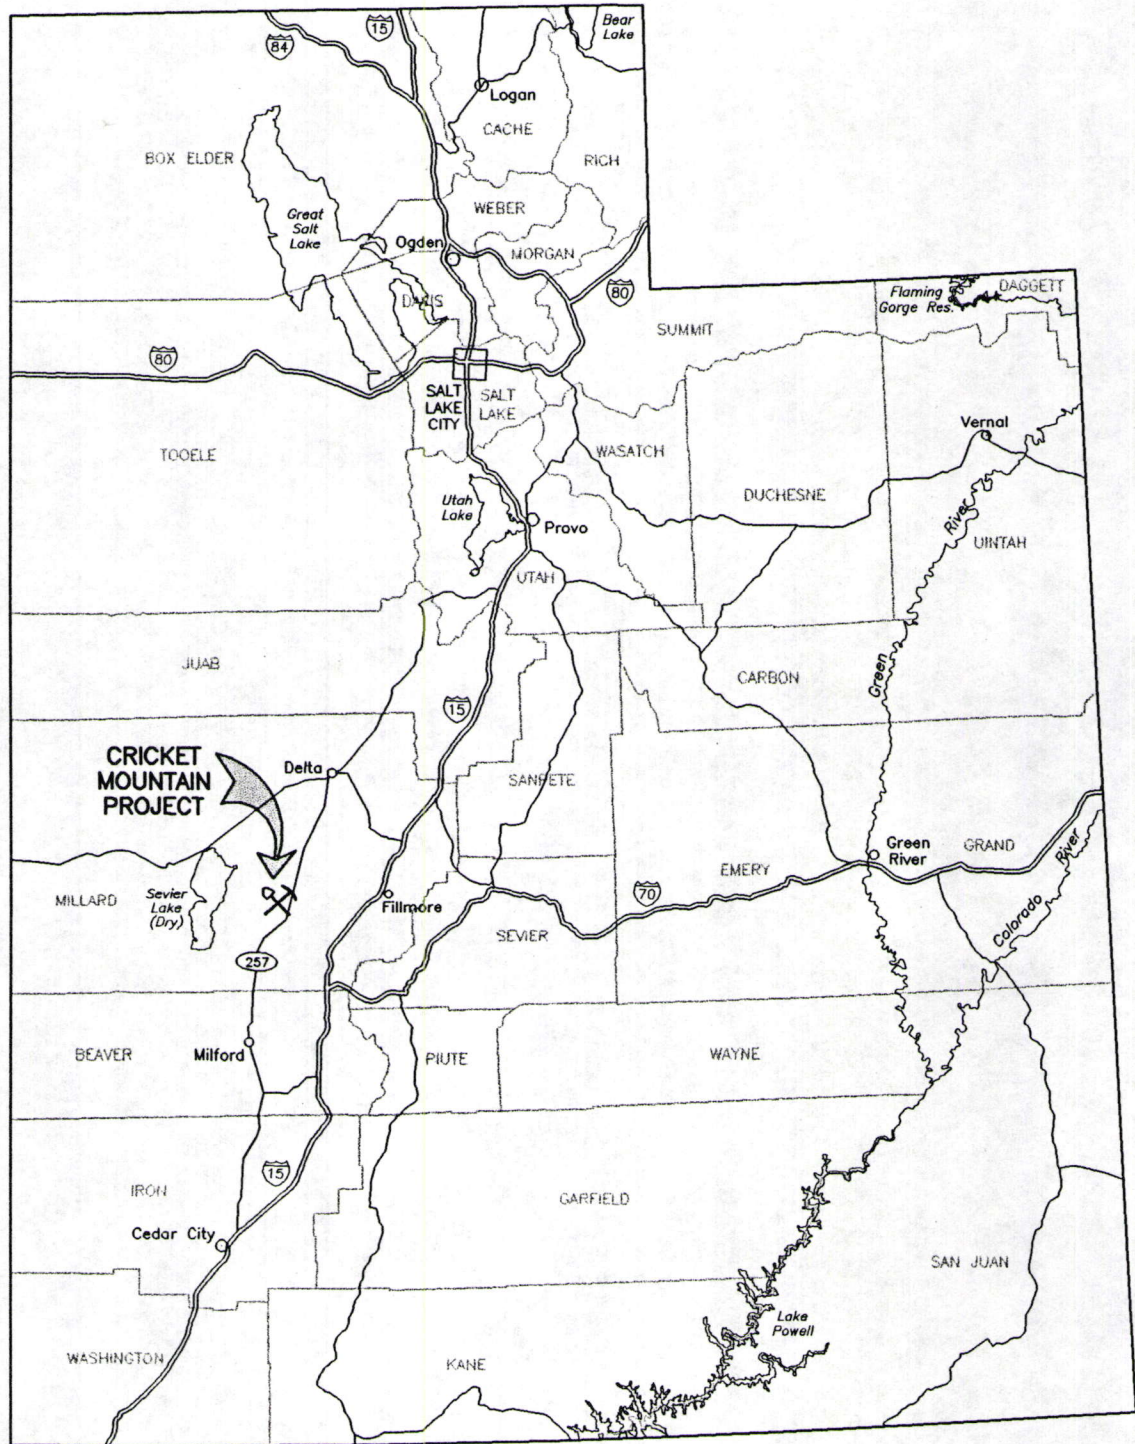 15
Bear
Lake
84
Logan
CACHE
BOX ELDER
RICH
Great
Salt
Lake
WEBER
Ogden
MORGAN
80
Flaming
Gorge Res.
DAGGETT
DAVIS
SUMMIT
80
SALT
LAKE
CITY
SALT
LAKE
Vernal
TOOELE
WASATCH
DUCHESNE
Utah
Lake
Provo
River
UINTAH
UTAH
JUAB
CARBON
Green
15
CRICKET
MOUNTAIN
PROJECT
Delta
SANPETE
Green
River
GRAND
River
EMERY
MILLARD
Sevier
Lake
(Dry)
Fillmore
70
Colorado
SEVIER
257
BEAVER
Milford
PIUTE
WAYNE
15
IRON
GARFIELD
Cedar City
SAN JUAN
Lake
Powell
WASHINGTON
KANE